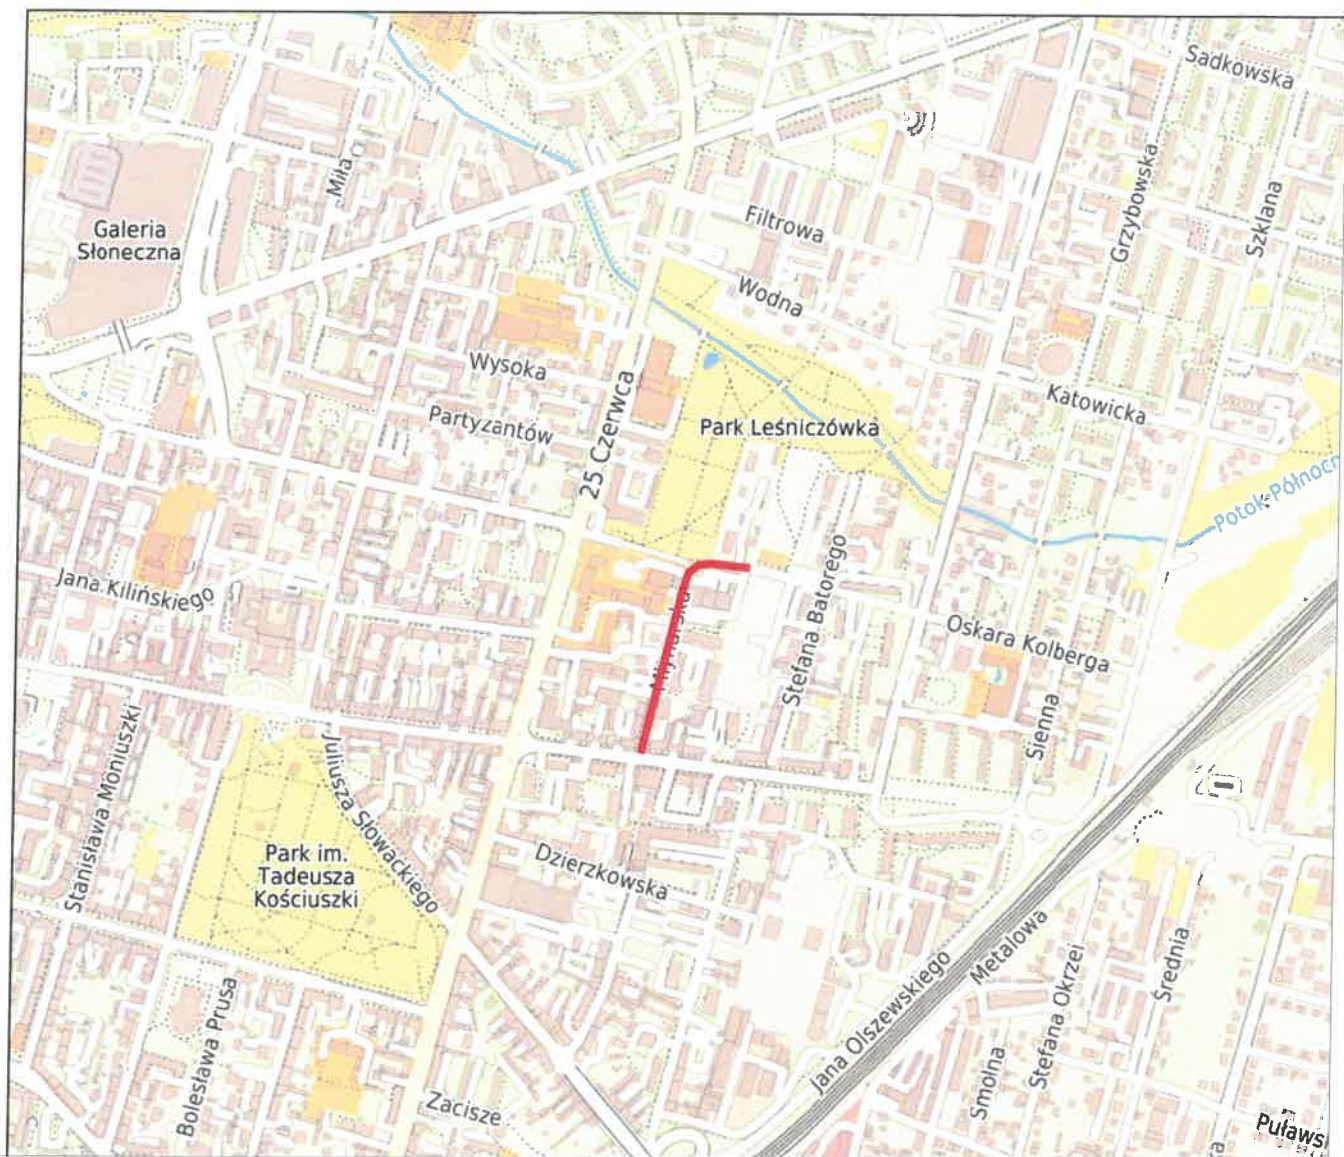 Sadkowska
Miła
Grzybowska
Szklana
Filtrowa
Galeria
Słoneczna
Wodna
Wysoka
25 Czerwca
Katowicka
Partyzantów
Park Leśniczówka
Potok Północn
Jana Kilińskiego
Stefana Batorego
Młynarska
Oskara Kolberga
Stanisława Moniuszki
Juliusza Słowackiego
Sienna
Park im.
Tadeusza
Kościuszki
Dzierzkowska
Metalowa
Średnia
Stefana Okrzei
Jana Olszewskiego
Bolesława Prusa
Smolna
Zacisze
Puławs